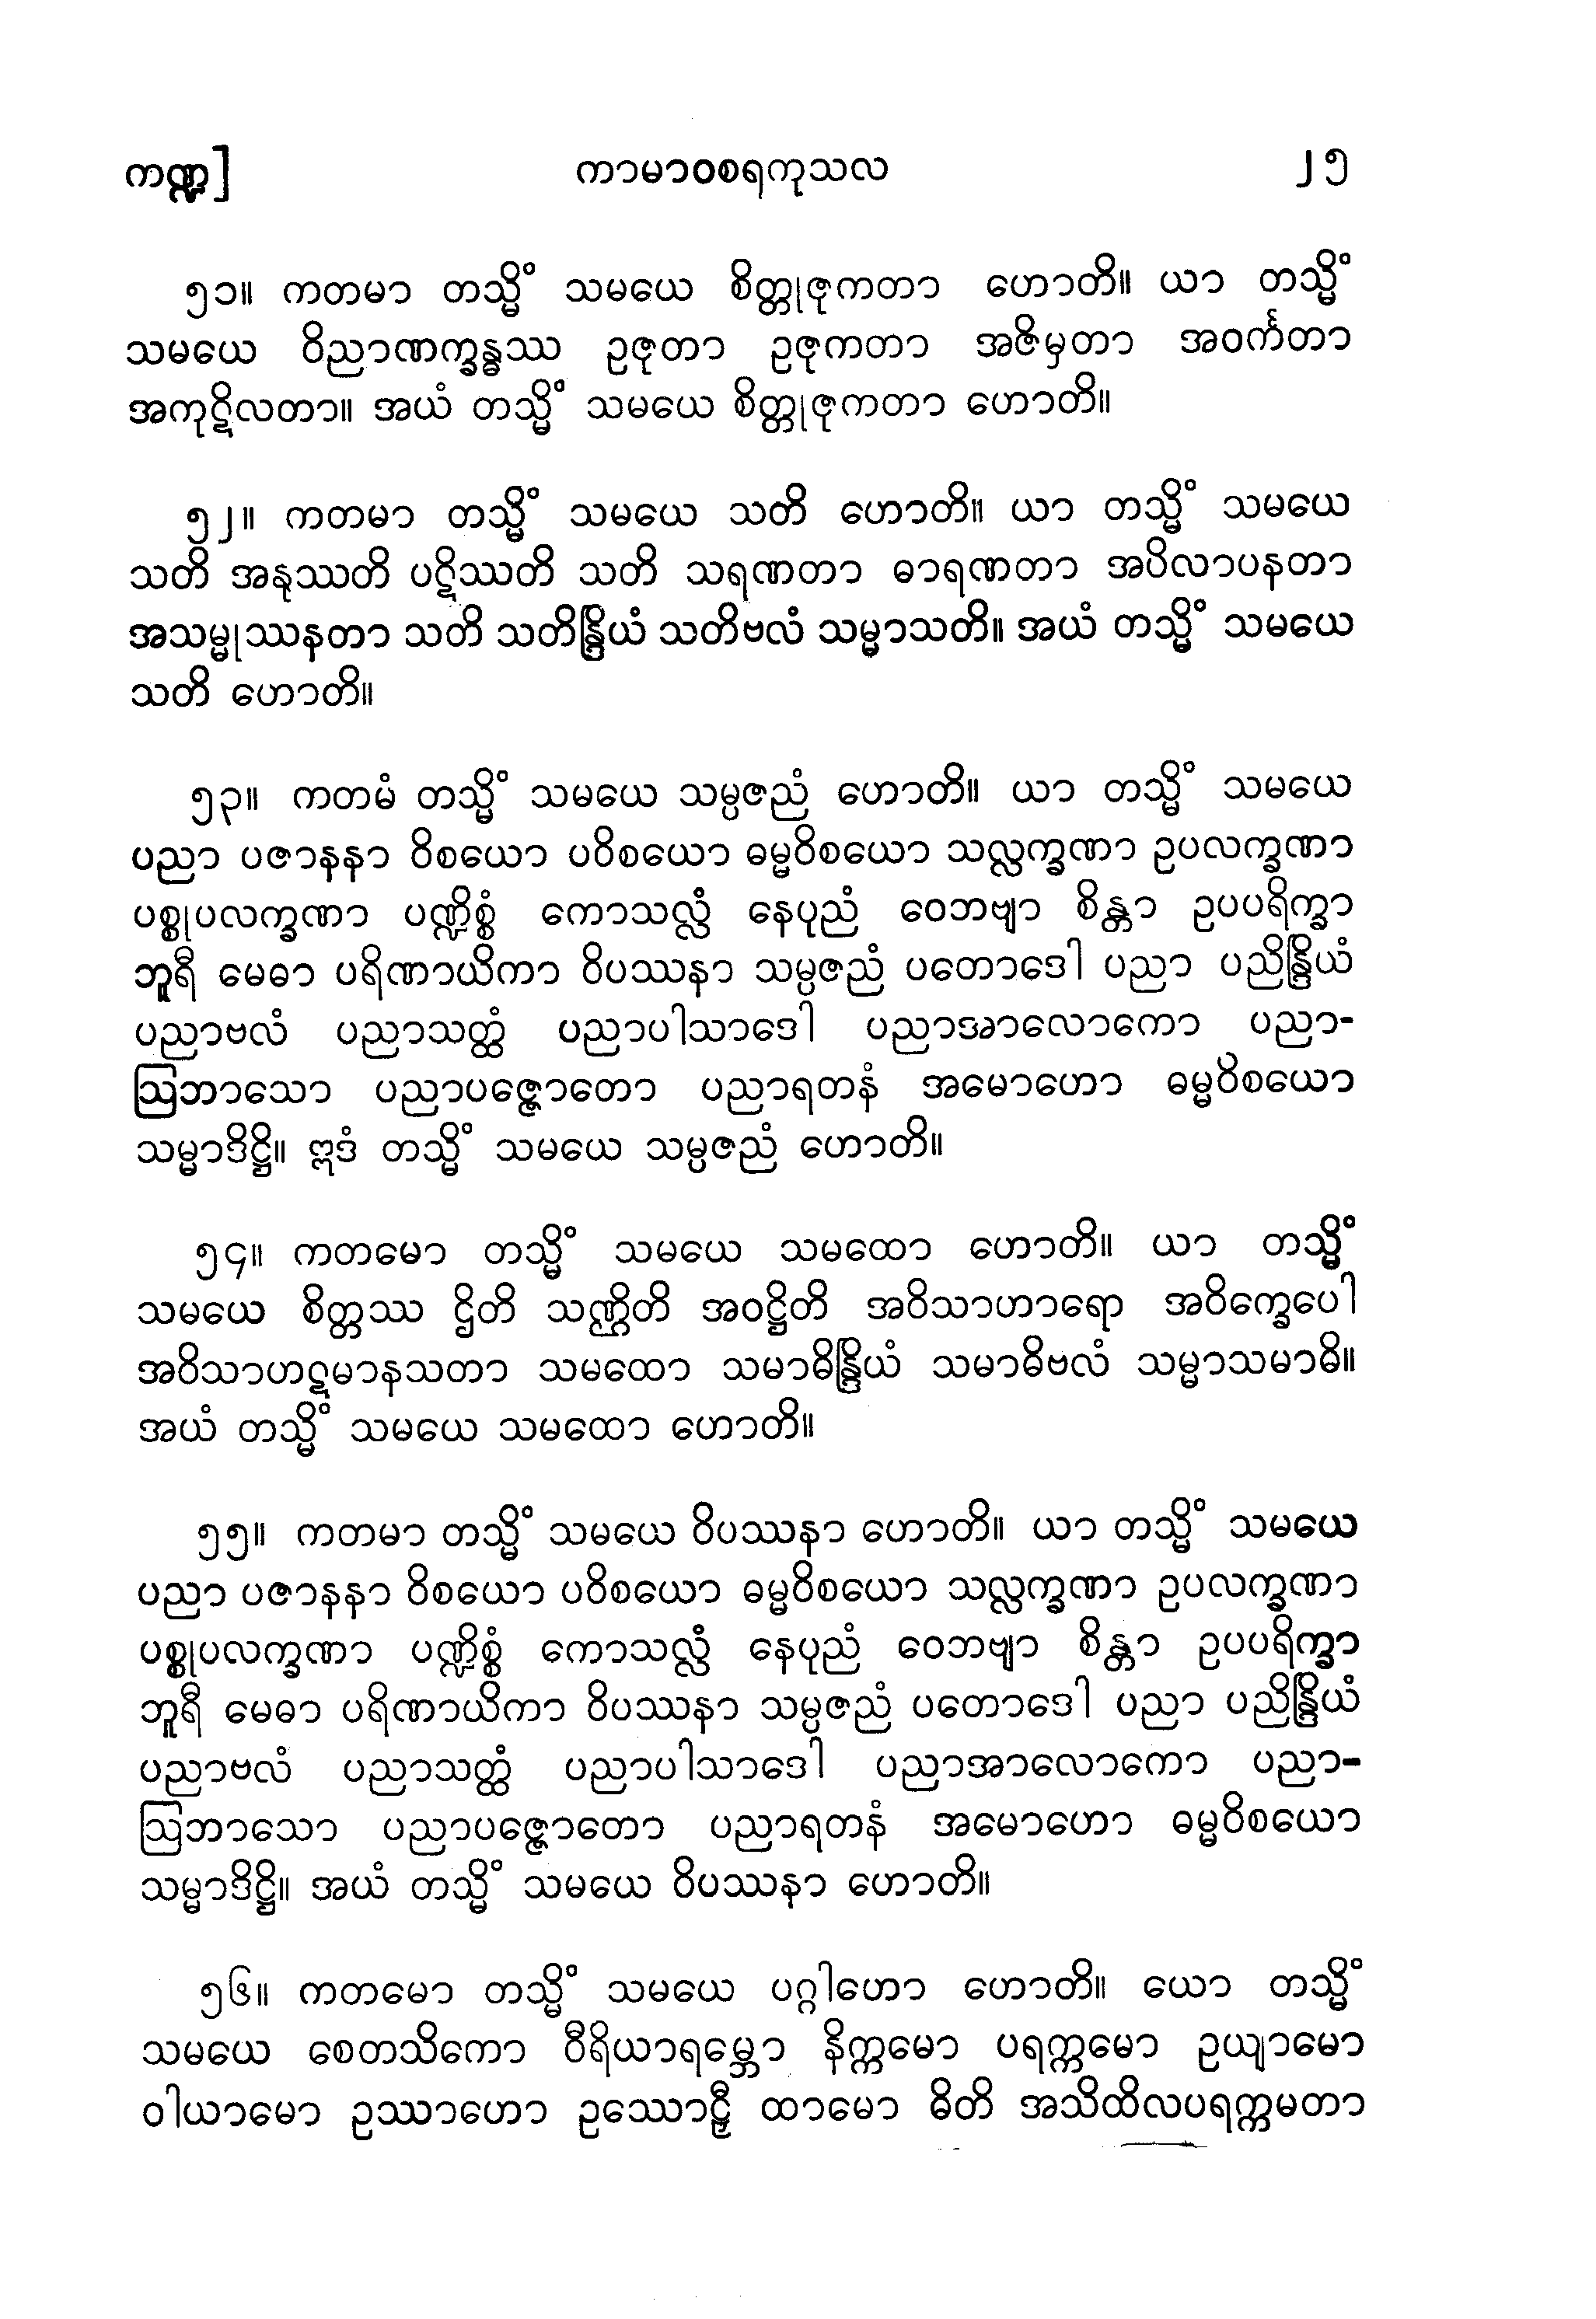 ကဏ္ဍ] ကာမာဝစရကုသလ ၂၅
၅၁။ ကတမာ တသ္မိံ သမယေ စိတ္တုဇုကတာ ဟောတိ။ ယာ တသ္မိံ
သမယေ ဝိညာဏက္ခန္ဓဿ ဥဇုတာ ဥဇုကတာ အဇိမှတာ အဝင်္ကတာ
အကုဋိလတာ။ အယံ တသ္မိံ သမယေ စိတ္တုဇုကတာ ဟောတိ။
၅၂။ ကတမာ တသ္မိံ သမယေ သတိ ဟောတိ။ ယာ တသ္မိံ သမယေ
သတိ အနုဿတိ ပဋိဿတိ သတိ သရဏတာ ဓာရဏတာ အပိလာပနတာ
အသမ္မုဿနတာ သတိ သတိန္ဒြိယံ သတိဗလံ သမ္မာသတိ။ အယံ တသ္မိံ သမယေ
သတိ ဟောတိ။
၅၃။ ကတမံ တသ္မိံ သမယေ သမ္ပဇညံ ဟောတိ။ ယာ တသ္မိံ သမယေ
ပညာ ပဇာနနာ ဝိစယော ပဝိစယော ဓမ္မဝိစယော သလ္လက္ခဏာ ဥပလက္ခဏာ
ပစ္စုပလက္ခဏာ ပဏ္ဍိစ္စံ ကောသလ္လံ နေပုညံ ဝေဘဗျာ စိန္တာ ဥပပရိက္ခာ
ဘူရီ မေဓာ ပရိဏာယိကာ ဝိပဿနာ သမ္ပဇညံ ပတောဒေါ ပညာ ပညိန္ဒြိယံ
ပညာဗလံ ပညာသတ္ထံ ပညာပါသာဒေါ ပညာအာလောကော ပညာ-
ဩဘာသော ပညာပဇ္ဇောတော ပညာရတနံ အမောဟော ဓမ္မဝိစယော
သမ္မာဒိဋ္ဌိ။ ဣဒံ တသ္မိံ သမယေ သမ္ပဇညံ ဟောတိ။
၅၄။ ကတမော တသ္မိံ သမယေ သမထော ဟောတိ။ ယာ တသ္မိံ
သမယေ စိတ္တဿ ဌိတိ သဏ္ဌိတိ အဝဋ္ဌိတိ အဝိသာဟာရော အဝိက္ခေပေါ
အဝိသာဟဋမာနသတာ သမထော သမာဓိန္ဒြိယံ သမာဓိဗလံ သမ္မာသမာဓိ။
အယံ တသ္မိံ သမယေ သမထော ဟောတိ။
၅၅။ ကတမာ တသ္မိံ သမယေ ဝိပဿနာ ဟောတိ။ ယာ တသ္မိံ သမယေ
ပညာ ပဇာနနာ ဝိစယော ပဝိစယော ဓမ္မဝိစယော သလ္လက္ခဏာ ဥပလက္ခဏာ
ပစ္စုပလက္ခဏာ ပဏ္ဍိစ္စံ ကောသလ္လံ နေပုညံ ဝေဘဗျာ စိန္တာ ဥပပရိက္ခာ
ဘူရီ မေဓာ ပရိဏာယိကာ ဝိပဿနာ သမ္ပဇညံ ပတောဒေါ ပညာ ပညိန္ဒြိယံ
ပညာဗလံ ပညာသတ္ထံ ပညာပါသာဒေါ ပညာအာလောကော ပညာ-
ဩဘာသော ပညာပဇ္ဇောတော ပညာရတနံ အမောဟော ဓမ္မဝိစယော
သမ္မာဒိဋ္ဌိ။ အယံ တသ္မိံ သမယေ ဝိပဿနာ ဟောတိ။
၅၆။ ကတမော တသ္မိံ သမယေ ပဂ္ဂါဟော ဟောတိ။ ယော တသ္မိံ
သမယေ စေတသိကော ဝီရိယာရမ္ဘော နိက္ကမော ပရက္ကမော ဥယျာမော
ဝါယာမော ဥဿာဟော ဥဿောဠှီ ထာမော ဓိတိ အသိထိလပရက္ကမတာ